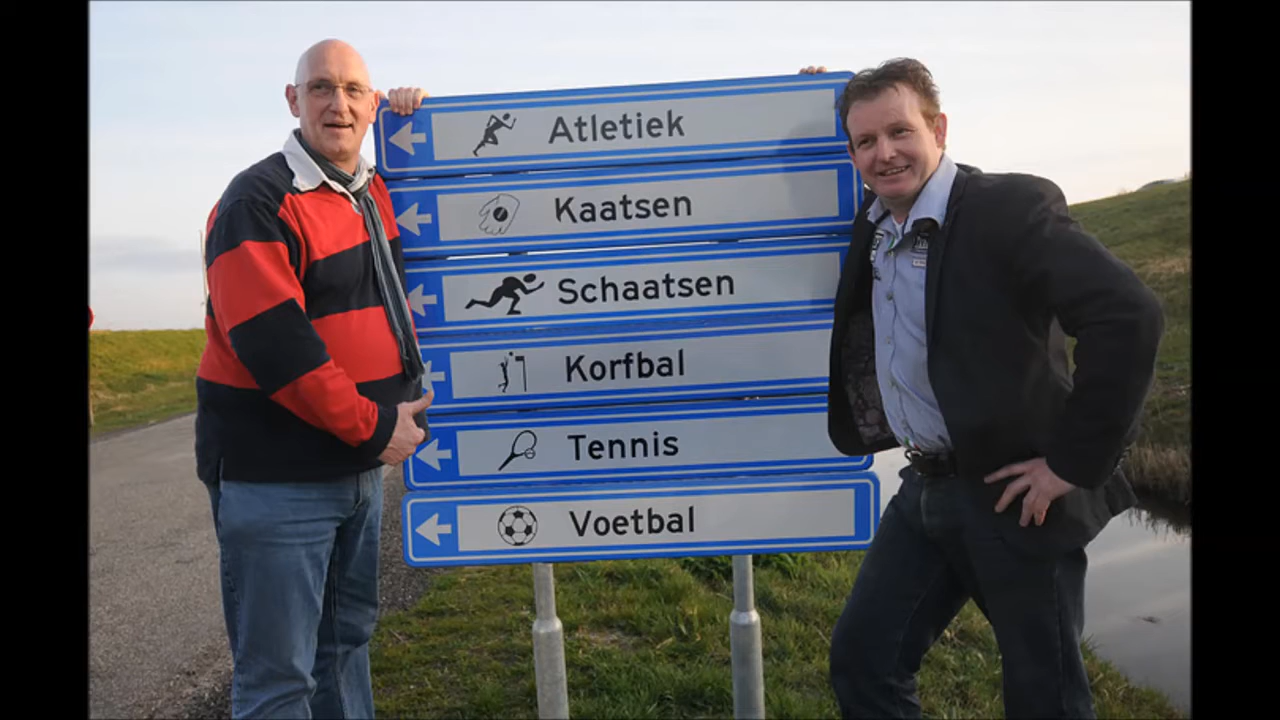 Atletiek
Kaatsen
Schaatsen
Korfbal
Tennis
Voetbal